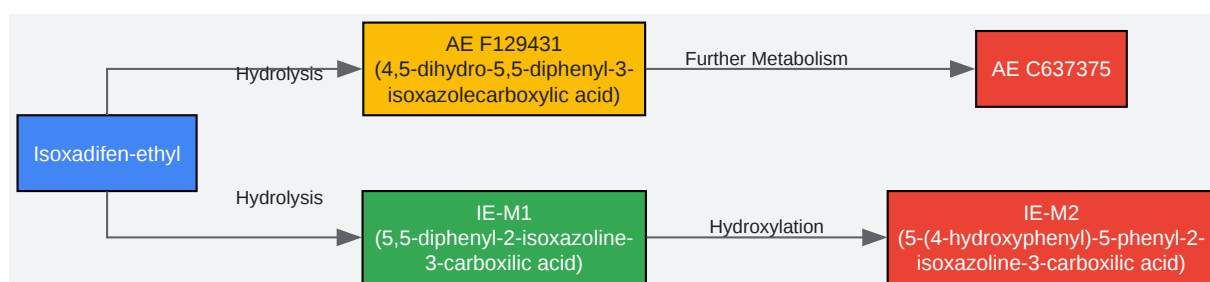 AE F129431
(4,5-dihydro-5,5-diphenyl-3-
isoxazolecarboxylic acid)
Hydrolysis
Further Metabolism
AE C637375
Isoxadifen-ethyl
Hydrolysis
IE-M1
(5,5-diphenyl-2-isoxazoline-
3-carboxilic acid)
Hydroxylation
IE-M2
(5-(4-hydroxyphenyl)-5-phenyl-2-
isoxazoline-3-carboxilic acid)